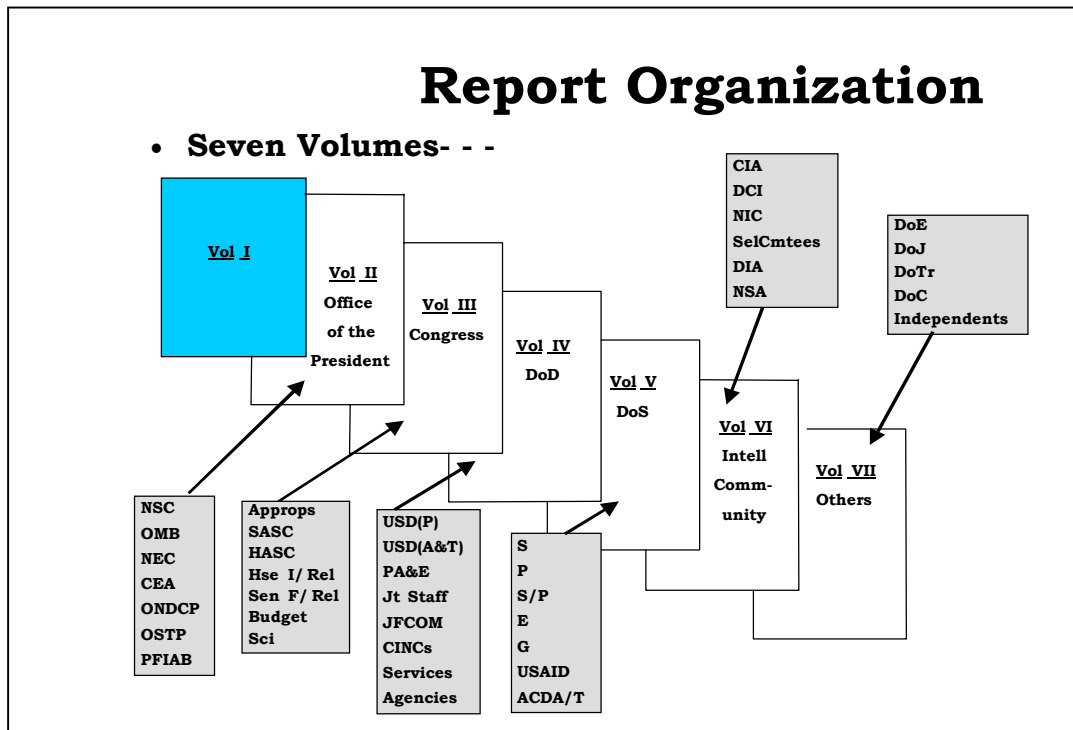 Report Organization
• Seven Volumes- - -
Vol I
Vol II
Office
of the
President
Vol III
Congress
Vol IV
DoD
Vol V
DoS
Vol VI
Intell
Comm-
unity
Vol VII
Others
CIA
DCI
NIC
SelCmtees
DIA
NSA
DoE
DoJ
DoTr
DoC
Independents
NSC
OMB
NEC
CEA
ONDCP
OSTP
PFIAB
Approps
SASC
HASC
Hse I/ Rel
Sen F/ Rel
Budget
Sci
USD(P)
USD(A&T)
PA&E
Jt Staff
JFCOM
CINCs
Services
Agencies
S
P
S/P
E
G
USAID
ACDA/T